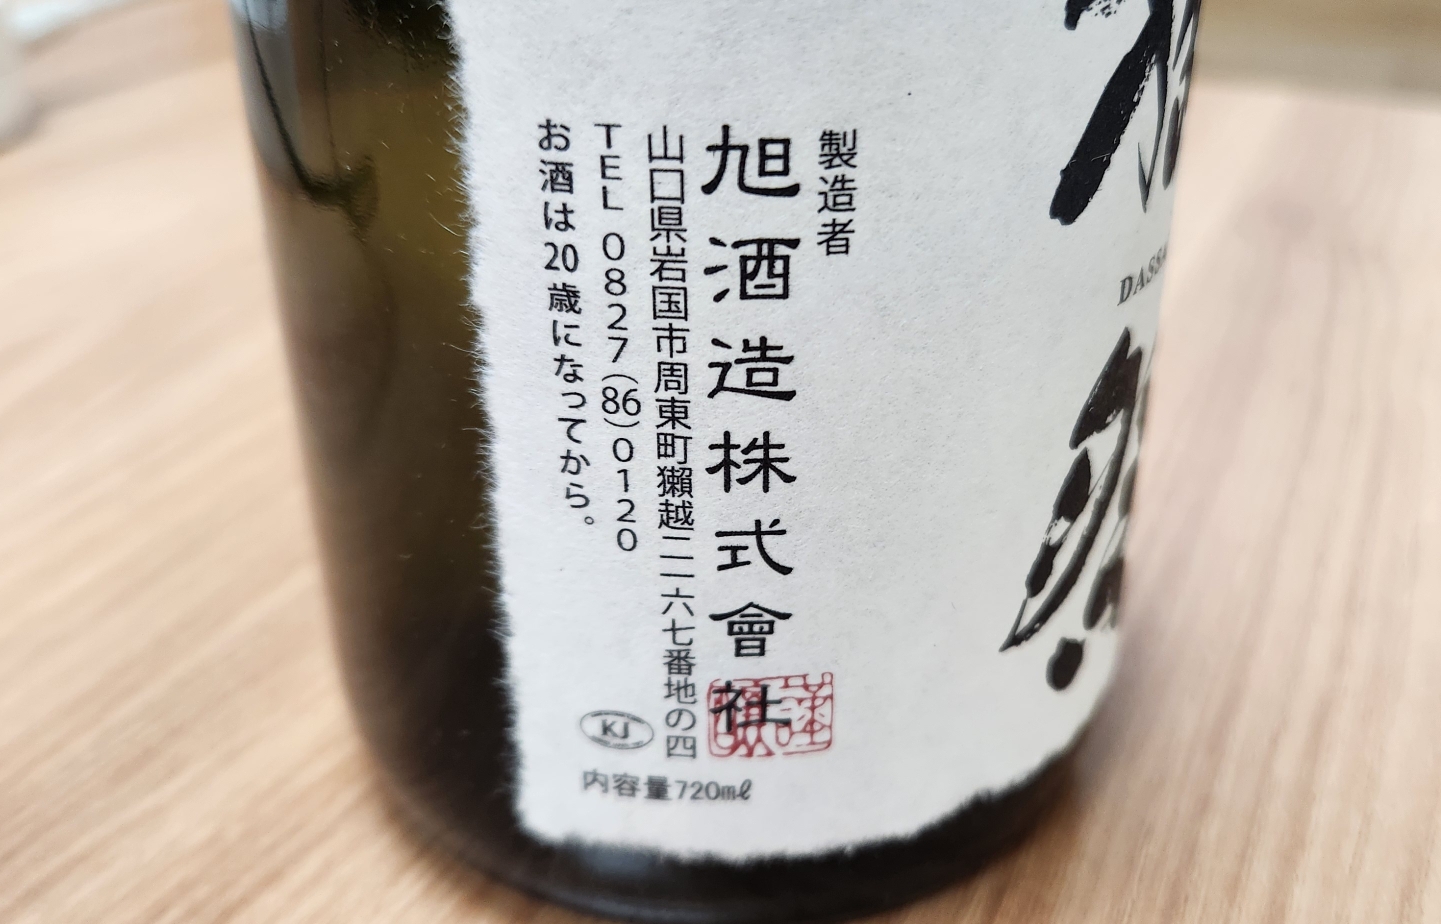 製造者
旭酒造株式會社
山口県岩国市周東町獺越二一六七番地の四
TEL 0827(86)0120
お酒は20歳になってから。
KJ
内容量720mℓ
DASSA